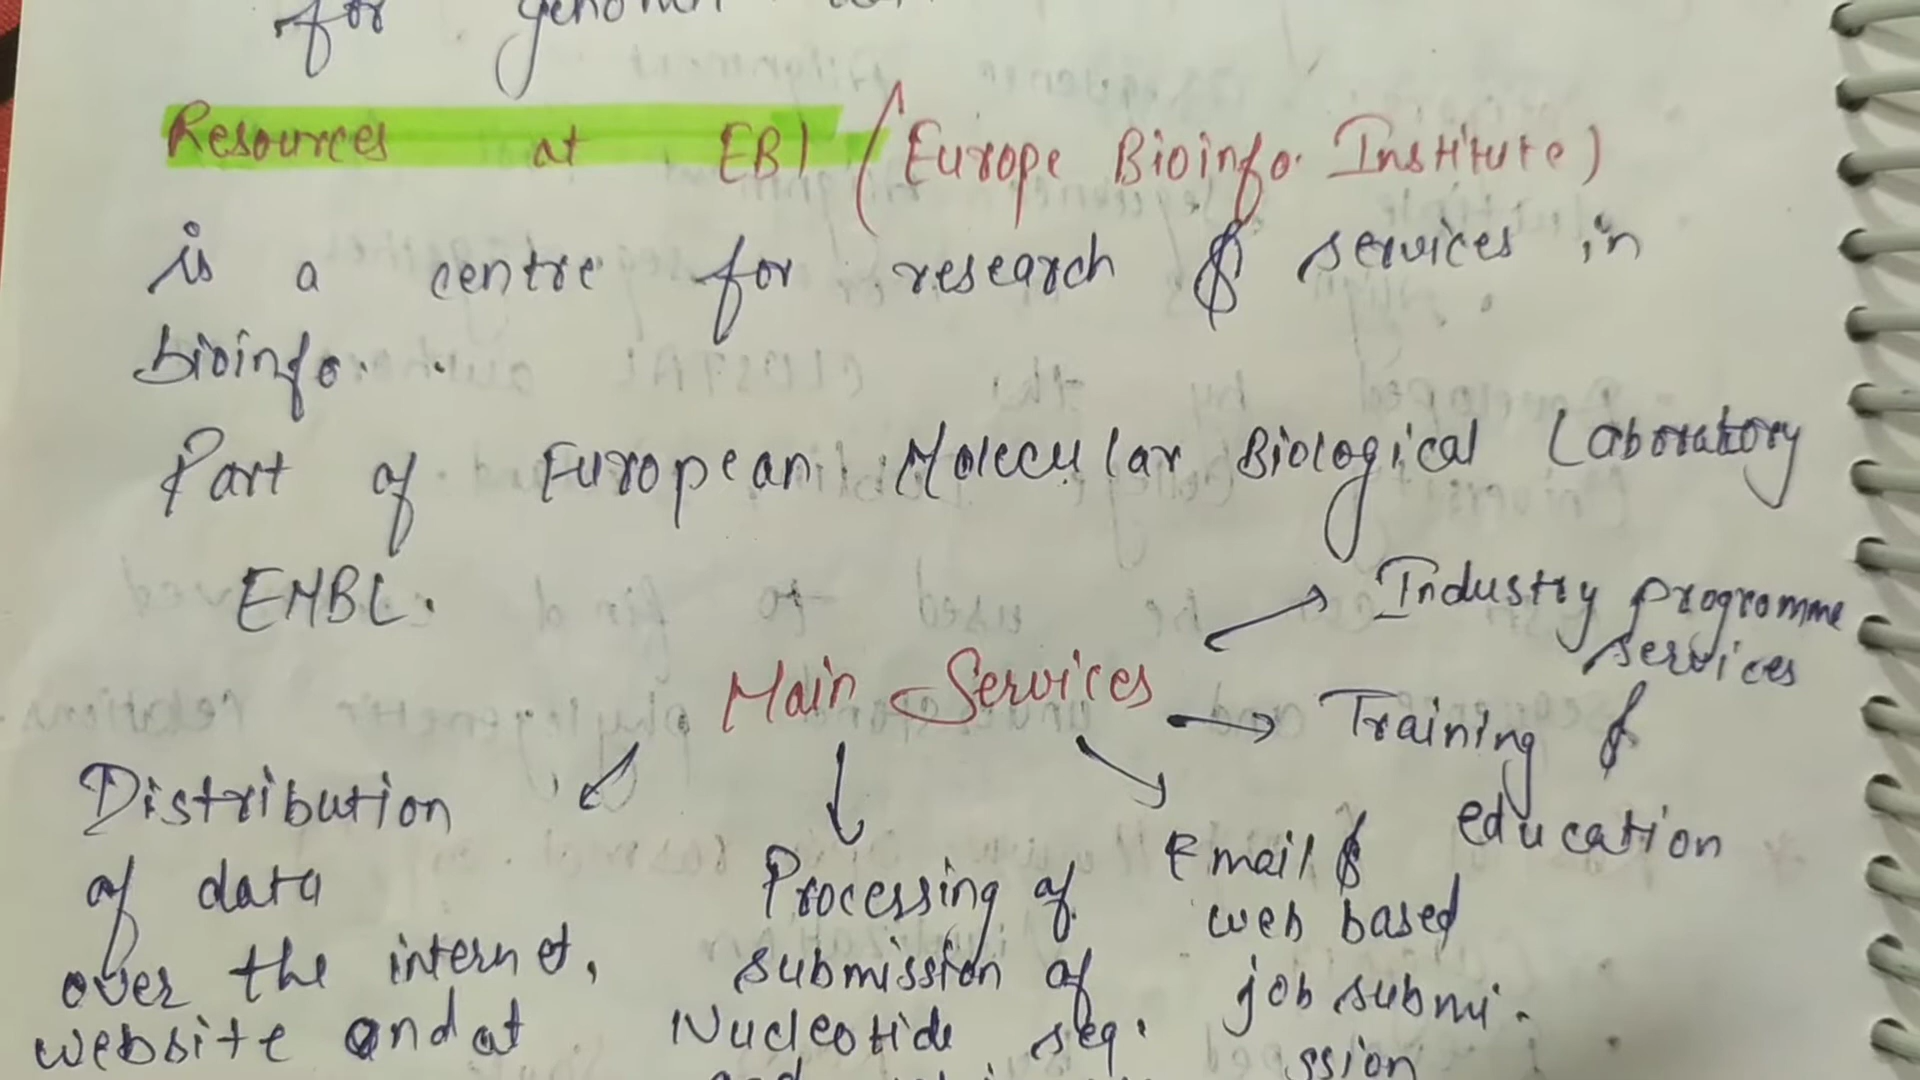 for
Resources at EBI (Europe Bioinfo. Institute)
is a centre for research & services in
bioinfo.
Part of European Molecular Biological Laboratory
EMBL.
Main Services
Industry programme
services
Training &
education
Distribution
of data
over the internet,
website and at
Processing of
submission of
Nucleotide seq.
Email &
web based
job submi-
ssion